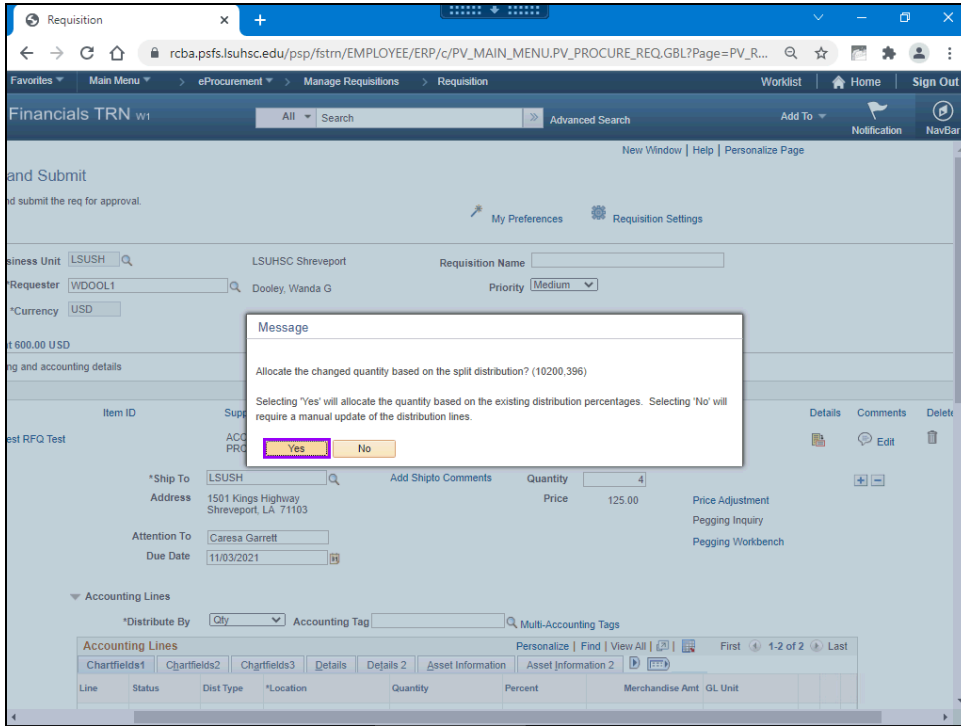 Requisition
rcba.psfs.lsuhsc.edu/psp/fstrn/EMPLOYEE/ERP/c/PV_MAIN_MENU.PV_PROCURE_REQ.GBL?Page=PV_R...
Favorites Main Menu > eProcurement > Manage Requisitions > Requisition Worklist Home Sign Out
Financials TRN W1 All Search » Advanced Search Add To Notification NavBar
New Window | Help | Personalize Page
and Submit
nd submit the req for approval.
My Preferences Requisition Settings
siness Unit LSUSH LSUHSC Shreveport Requisition Name
*Requester WDOOL1 Dooley, Wanda G Priority Medium
*Currency USD
t 600.00 USD
ng and accounting details
Message
Allocate the changed quantity based on the split distribution? (10200,396)
Selecting 'Yes' will allocate the quantity based on the existing distribution percentages. Selecting 'No' will
require a manual update of the distribution lines.
Yes No
Item ID Supp Details Comments Delete
est RFQ Test ACC Edit
PRO
*Ship To LSUSH Add Shipto Comments Quantity 4
Address 1501 Kings Highway Price 125.00 Price Adjustment
Shreveport, LA 71103
Pegging Inquiry
Attention To Caresa Garrett Pegging Workbench
Due Date 11/03/2021
Accounting Lines
*Distribute By Qty Accounting Tag Multi-Accounting Tags
Accounting Lines Personalize | Find | View All | First 1-2 of 2 Last
Chartfields1 Chartfields2 Chartfields3 Details Details 2 Asset Information Asset Information 2
Line Status Dist Type *Location Quantity Percent Merchandise Amt GL Unit